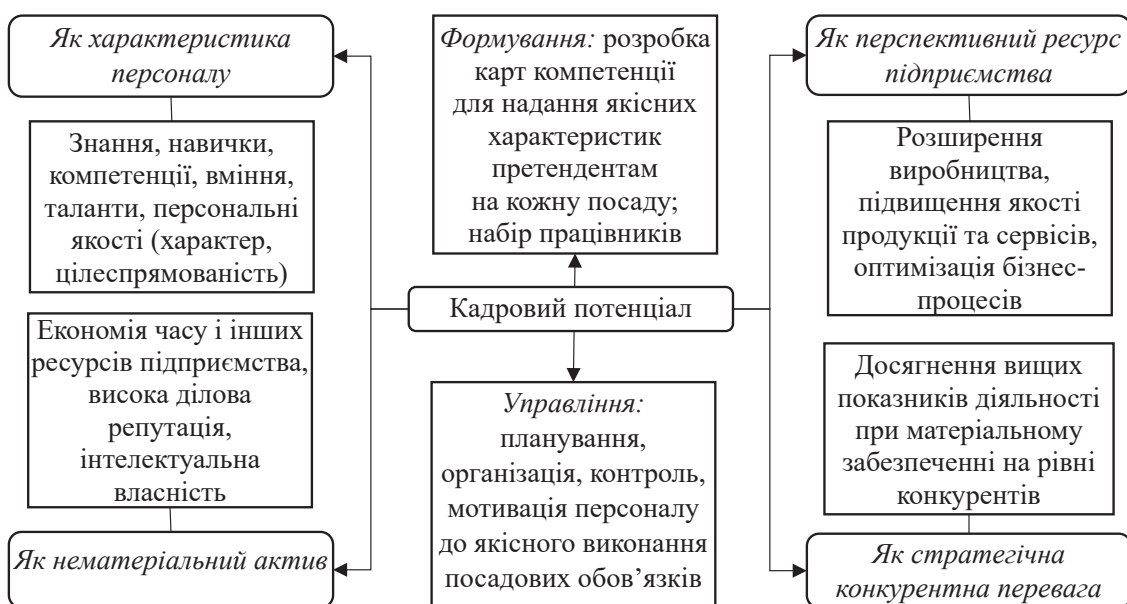 Як характеристика
персоналу
Знання, навички,
компетенції, вміння,
таланти, персональні
якості (характер,
цілеспрямованість)
Економія часу і інших
ресурсів підприємства,
висока ділова
репутація,
інтелектуальна
власність
Як нематеріальний актив
Формування: розробка
карт компетенції
для надання якісних
характеристик
претендентам
на кожну посаду;
набір працівників
Кадровий потенціал
Управління:
планування,
організація, контроль,
мотивація персоналу
до якісного виконання
посадових обов’язків
Як перспективний ресурс
підприємства
Розширення
виробництва,
підвищення якості
продукції та сервісів,
оптимізація бізнес-
процесів
Досягнення вищих
показників діяльності
при матеріальному
забезпеченні на рівні
конкурентів
Як стратегічна
конкурентна перевага